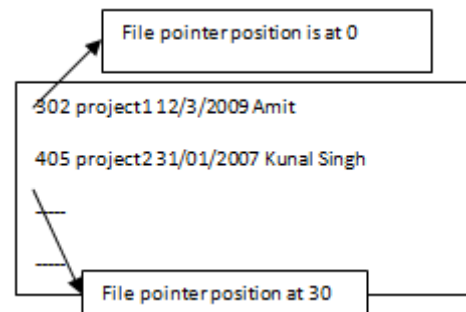 File pointer position is at 0
302 project1 12/3/2009 Amit
405 project2 31/01/2007 Kunal Singh
-----
-----
File pointer position at 30